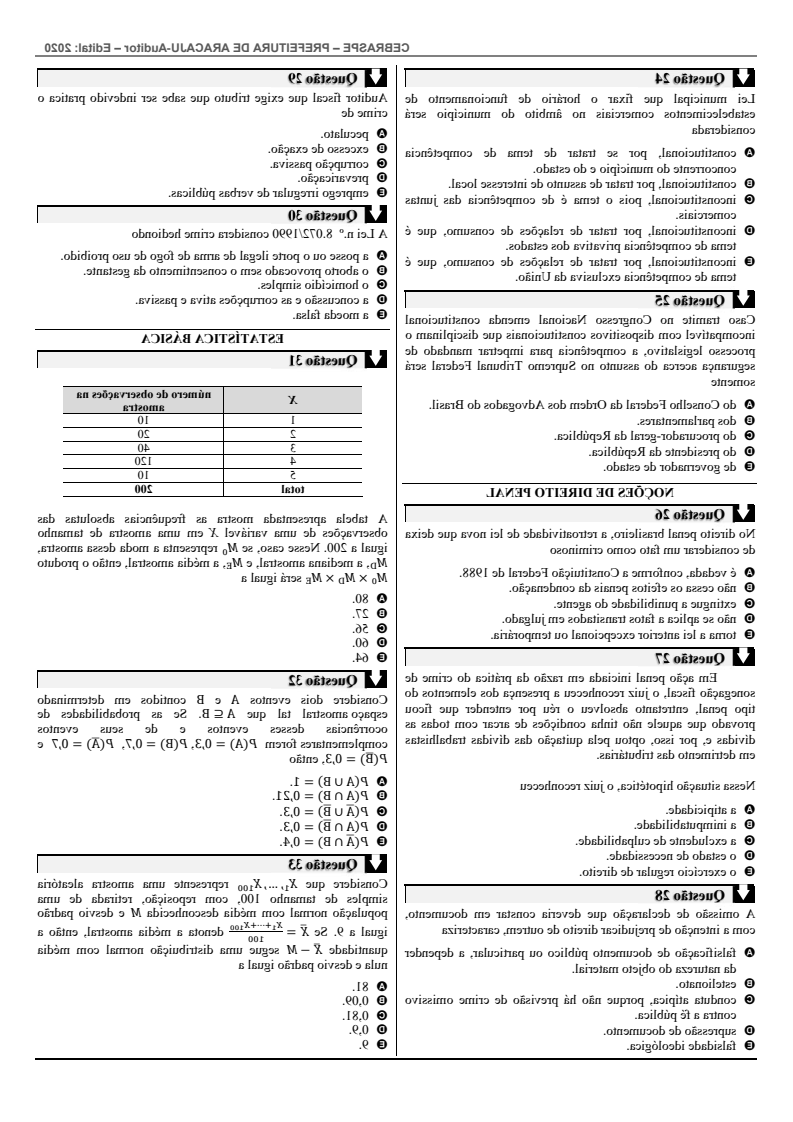 CEBRASPE – PREFEITURA DE ARACAJU-Auditor – Edital: 2020
Questão 24
Lei municipal que fixar o horário de funcionamento de
estabelecimentos comerciais no âmbito do município será
considerada
A constitucional, por se tratar de tema de competência
concorrente do município e do estado.
B constitucional, por tratar de assunto de interesse local.
C inconstitucional, pois o tema é de competência das juntas
comerciais.
D inconstitucional, por tratar de relações de consumo, que é
tema de competência privativa dos estados.
E inconstitucional, por tratar de relações de consumo, que é
tema de competência exclusiva da União.
Questão 25
Caso tramite no Congresso Nacional emenda constitucional
incompatível com dispositivos constitucionais que disciplinam o
processo legislativo, a competência para impetrar mandado de
segurança acerca do assunto no Supremo Tribunal Federal será
somente
A do Conselho Federal da Ordem dos Advogados do Brasil.
B dos parlamentares.
C do procurador-geral da República.
D do presidente da República.
E de governador de estado.
NOÇÕES DE DIREITO PENAL
Questão 26
No direito penal brasileiro, a retroatividade de lei nova que deixa
de considerar um fato como criminoso
A é vedada, conforme a Constituição Federal de 1988.
B não cessa os efeitos penais da condenação.
C extingue a punibilidade do agente.
D não se aplica a fatos transitados em julgado.
E torna a lei anterior excepcional ou temporária.
Questão 27
Em ação penal iniciada em razão da prática do crime de
sonegação fiscal, o juiz reconheceu a presença dos elementos do
tipo penal, entretanto absolveu o réu por entender que ficou
provado que aquele não tinha condições de arcar com todas as
dívidas e, por isso, optou pela quitação das dívidas trabalhistas
em detrimento das tributárias.
Nessa situação hipotética, o juiz reconheceu
A a atipicidade.
B a inimputabilidade.
C a excludente de culpabilidade.
D o estado de necessidade.
E o exercício regular de direito.
Questão 28
A omissão de declaração que deveria constar em documento,
com a intenção de prejudicar direito de outrem, caracteriza
A falsificação de documento público ou particular, a depender
da natureza do objeto material.
B estelionato.
C conduta atípica, porque não há previsão de crime omissivo
contra a fé pública.
D supressão de documento.
E falsidade ideológica.
Questão 29
Auditor fiscal que exige tributo que sabe ser indevido pratica o
crime de
A peculato.
B excesso de exação.
C corrupção passiva.
D prevaricação.
E emprego irregular de verbas públicas.
Questão 30
A Lei n.º 8.072/1990 considera crime hediondo
A a posse ou o porte ilegal de arma de fogo de uso proibido.
B o aborto provocado sem o consentimento da gestante.
C o homicídio simples.
D a concussão e as corrupções ativa e passiva.
E a moeda falsa.
ESTATÍSTICA BÁSICA
Questão 31
X número de observações na
amostra
1 10
2 20
3 40
4 120
5 10
total 200
A tabela apresentada mostra as frequências absolutas das
observações de uma variável X em uma amostra de tamanho
igual a 200. Nesse caso, se M₀ representa a moda dessa amostra,
M_D, a mediana amostral, e M_E, a média amostral, então o produto
M₀ × M_D × M_E será igual a
A 80.
B 27.
C 56.
D 60.
E 64.
Questão 32
Considere dois eventos A e B contidos em determinado
espaço amostral tal que A ⊆ B. Se as probabilidades de
ocorrências desses eventos e de seus eventos
complementares forem P(A) = 0,3, P(B) = 0,7, P(A̅) = 0,7 e
P(B̅) = 0,3, então
A P(A ∪ B) = 1.
B P(A ∩ B) = 0,21.
C P(A̅ ∪ B̅) = 0,3.
D P(A ∩ B̅) = 0,3.
E P(A̅ ∩ B) = 0,4.
Questão 33
Considere que X₁, ..., X₁₀₀ represente uma amostra aleatória
simples de tamanho 100, com reposição, retirada de uma
população normal com média desconhecida M e desvio padrão
igual a 9. Se X̅ = (X₁+⋯+X₁₀₀)/100 denota a média amostral, então a
quantidade X̅ − M segue uma distribuição normal com média
nula e desvio padrão igual a
A 81.
B 0,09.
C 0,81.
D 0,9.
E 9.